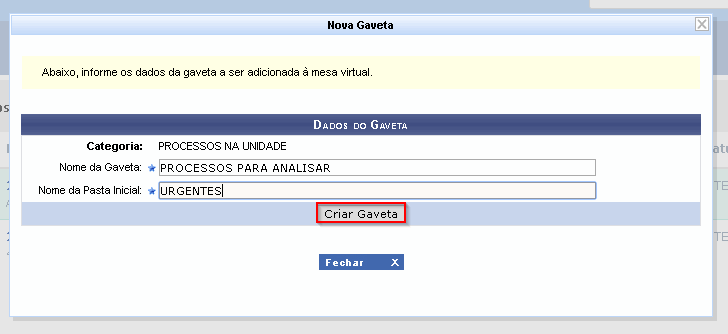 Nova Gaveta
Abaixo, informe os dados da gaveta a ser adicionada à mesa virtual.
Dados do Gaveta
Categoria: PROCESSOS NA UNIDADE
Nome da Gaveta: PROCESSOS PARA ANALISAR
Nome da Pasta Inicial: URGENTES
Criar Gaveta
Fechar X